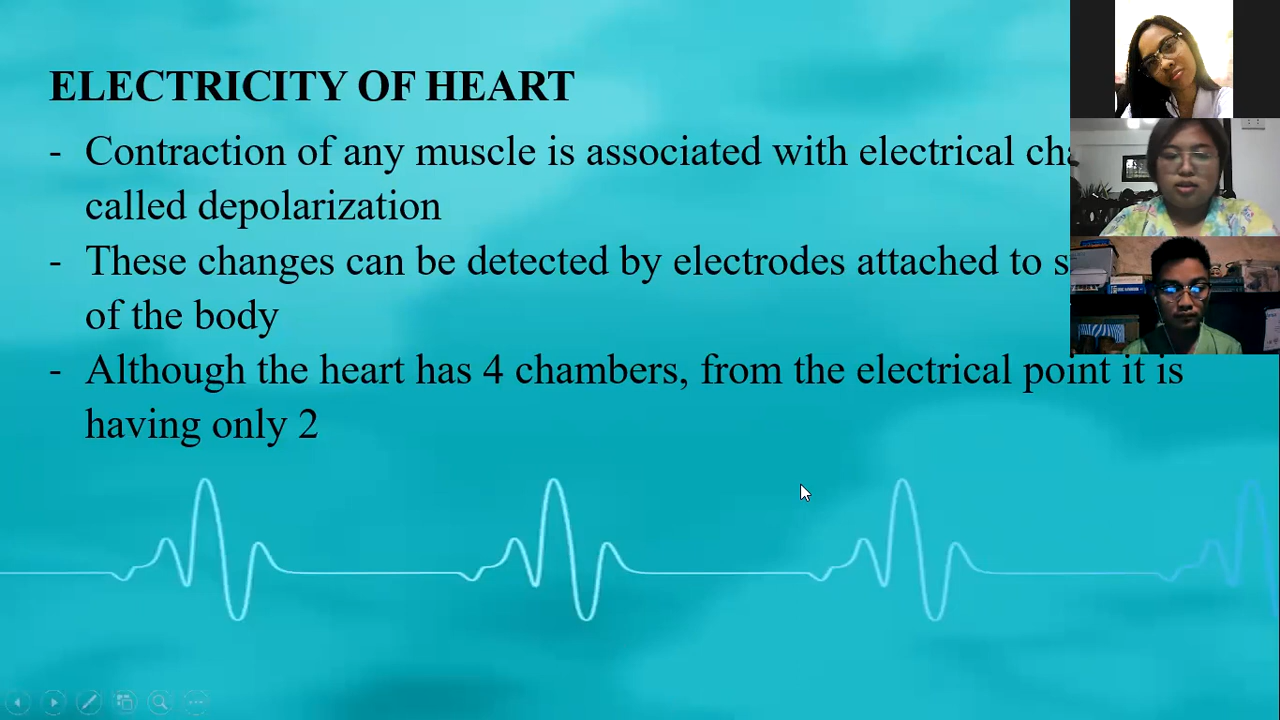 ELECTRICITY OF HEART
- Contraction of any muscle is associated with electrical
called depolarization
- These changes can be detected by electrodes attached to
of the body
- Although the heart has 4 chambers, from the electrical point it is
having only 2